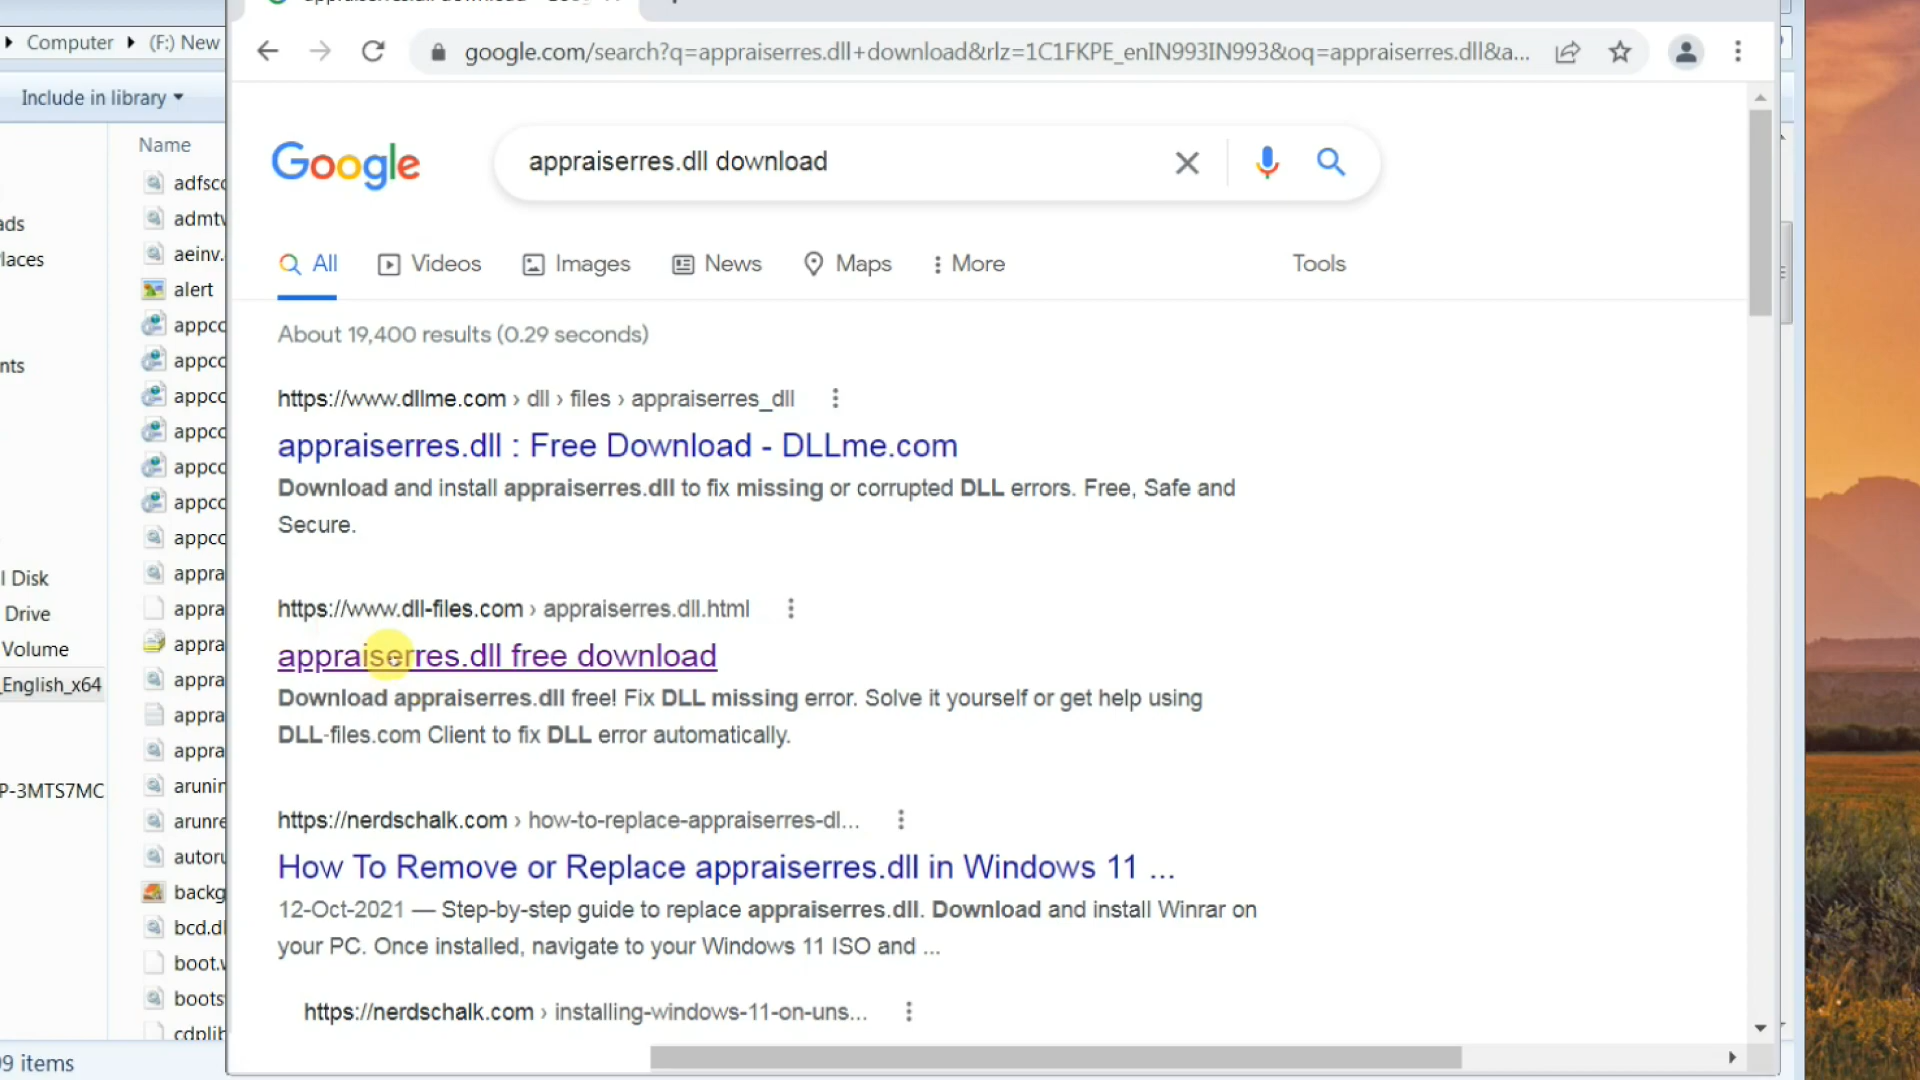 Computer
(F:) New
google.com/search?q=appraiserres.dll+download&rlz=1C1FKPE_enIN993IN993&oq=appraiserres.dll&a...
Include in library
Name
Google
appraiserres.dll download
All
Videos
Images
News
Maps
More
Tools
About 19,400 results (0.29 seconds)
https://www.dllme.com › dll › files › appraiserres_dll
appraiserres.dll : Free Download - DLLme.com
Download and install appraiserres.dll to fix missing or corrupted DLL errors. Free, Safe and
Secure.
https://www.dll-files.com › appraiserres.dll.html
appraiserres.dll free download
Download appraiserres.dll free! Fix DLL missing error. Solve it yourself or get help using
DLL-files.com Client to fix DLL error automatically.
https://nerdschalk.com › how-to-replace-appraiserres-dl...
How To Remove or Replace appraiserres.dll in Windows 11 ...
12-Oct-2021 — Step-by-step guide to replace appraiserres.dll. Download and install Winrar on
your PC. Once installed, navigate to your Windows 11 ISO and ...
https://nerdschalk.com › installing-windows-11-on-uns...
ads
laces
nts
l Disk
Drive
Volume
_English_x64
P-3MTS7MC
adfsc
admtv
aeinv.
alert
appco
appco
appco
appco
appco
appco
appco
appra
appra
appra
appra
appra
appra
arunin
arunre
autoru
backg
bcd.dl
boot.w
boots
cdplib
9 items